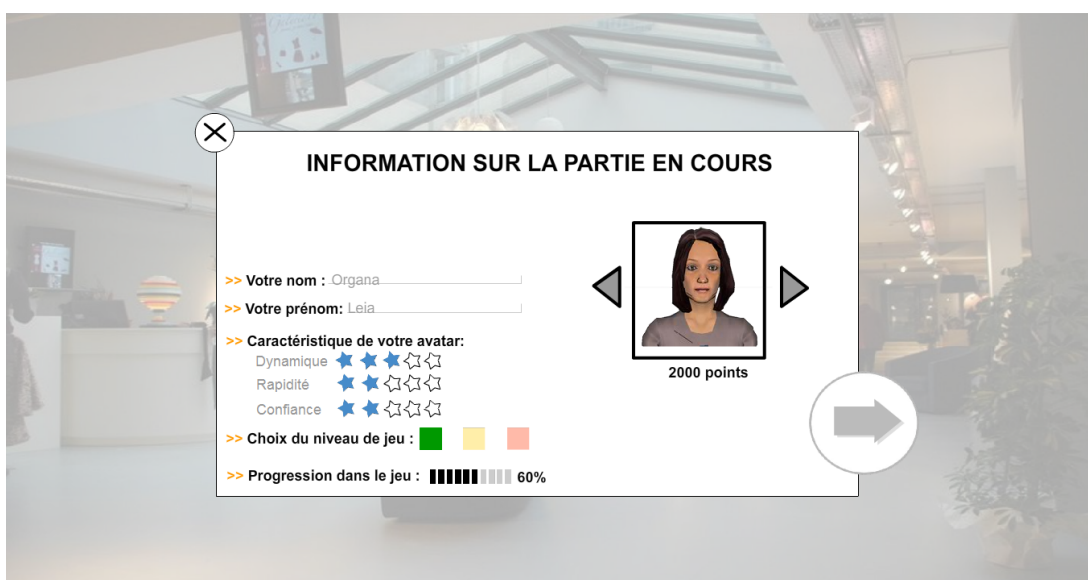 INFORMATION SUR LA PARTIE EN COURS
>> Votre nom : Organa
>> Votre prénom: Leia
>> Caractéristique de votre avatar:
Dynamique
Rapidité
Confiance
>> Choix du niveau de jeu :
>> Progression dans le jeu : 60%
2000 points